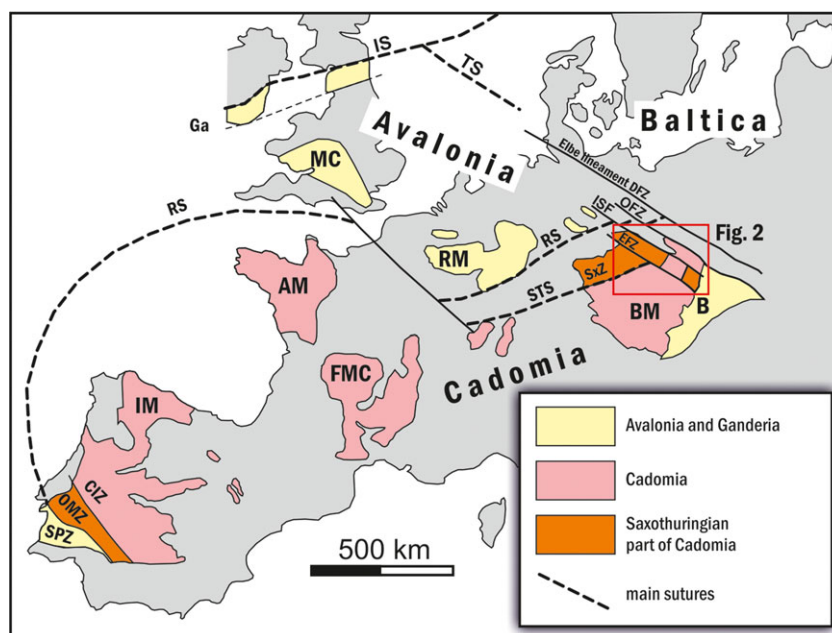 IS
TS
Ga
Avalonia
Baltica
MC
Elbe lineament DFZ
OFZ
ISF
RS
RS
Fig. 2
EFZ
RM
SxZ
AM
STS
BM
B
FMC
Cadomia
IM
CIZ
OMZ
SPZ
500 km
Avalonia and Ganderia
Cadomia
Saxothuringian
part of Cadomia
main sutures